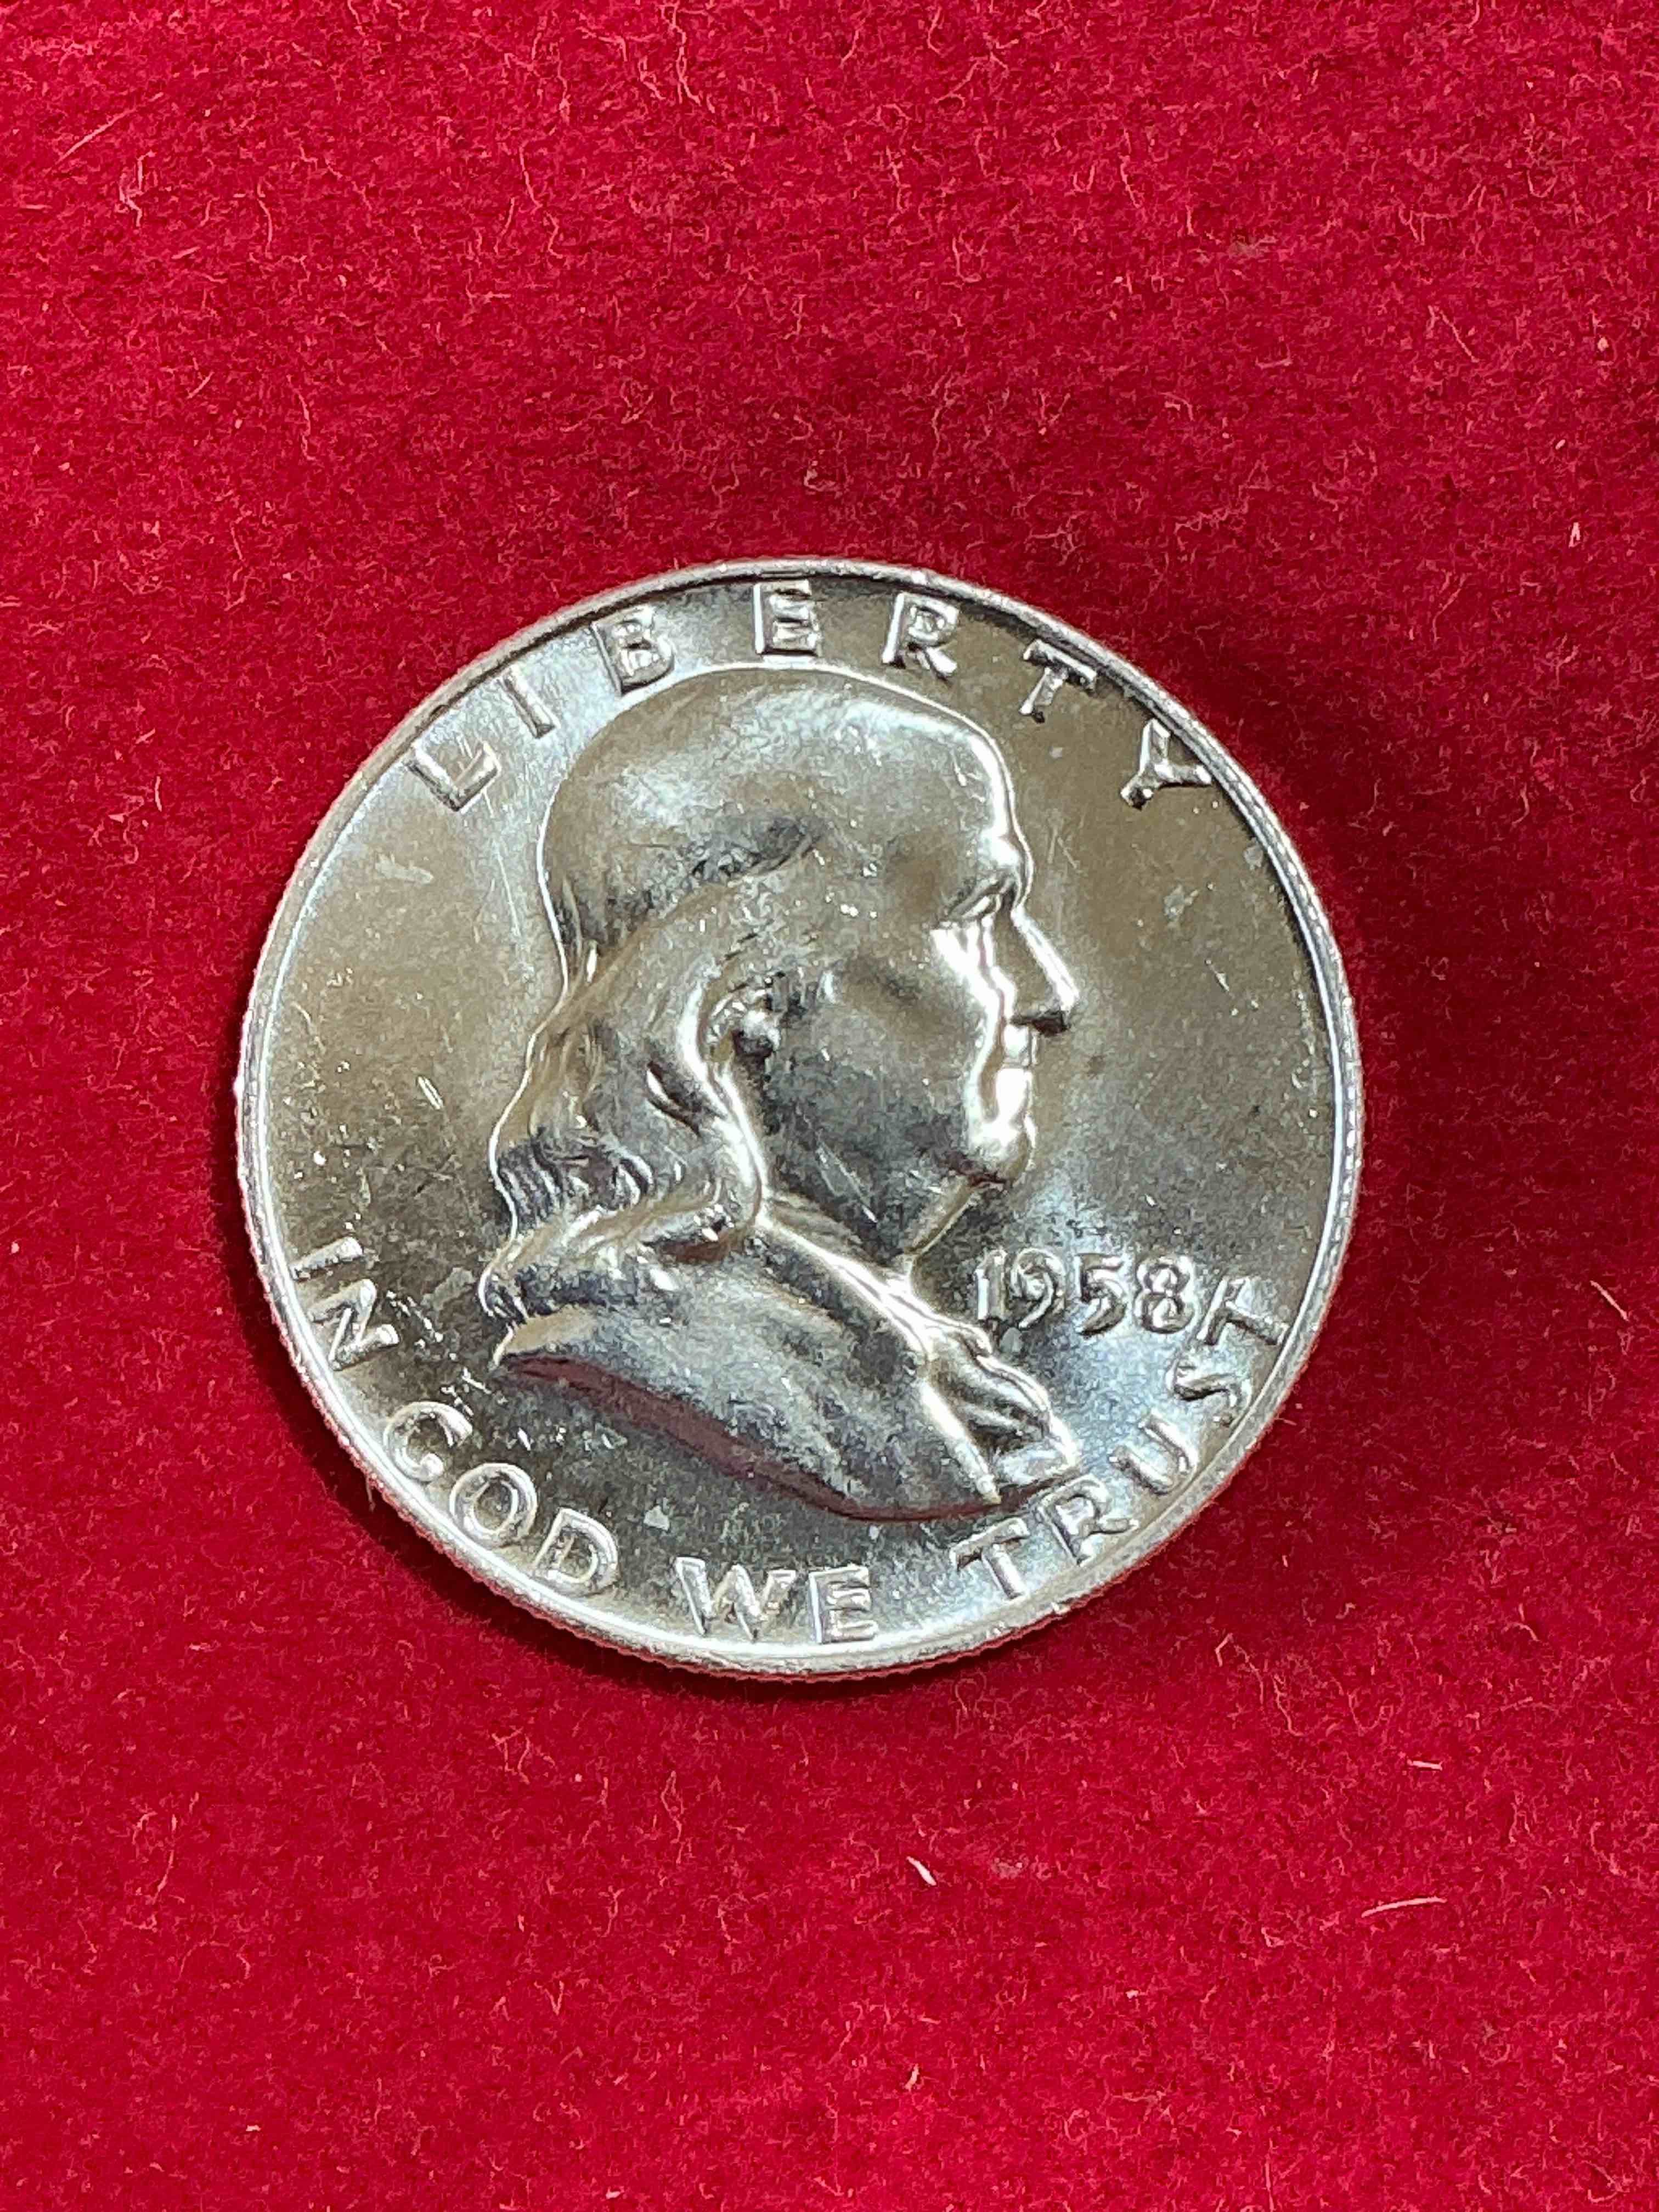 LIBERTY
1958
IN GOD WE TRUST